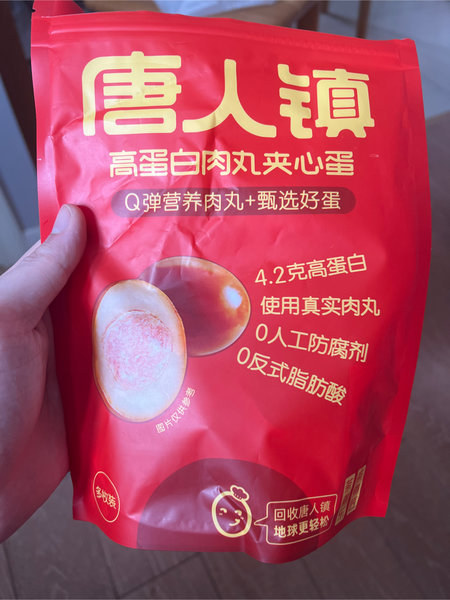 唐人镇
高蛋白肉丸夹心蛋
Q弹营养肉丸+甄选好蛋
4.2克高蛋白
使用真实肉丸
0人工防腐剂
0反式脂肪酸
图片仅供参考
多枚装
回收唐人镇
地球更轻松